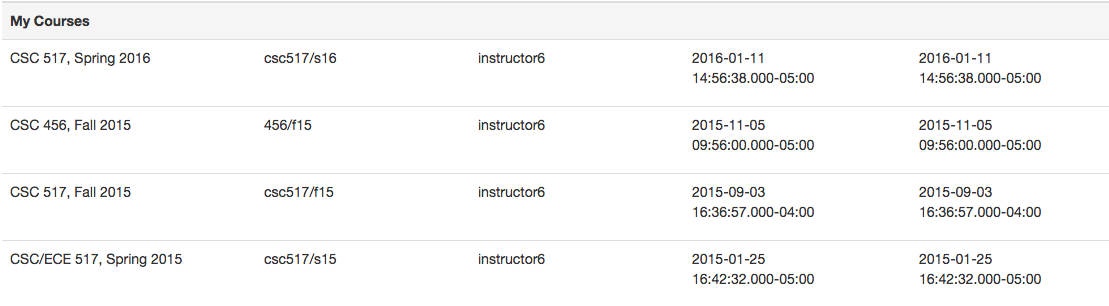 My Courses
CSC 517, Spring 2016 csc517/s16 instructor6 2016-01-11 2016-01-11
14:56:38.000-05:00 14:56:38.000-05:00
CSC 456, Fall 2015 456/f15 instructor6 2015-11-05 2015-11-05
09:56:00.000-05:00 09:56:00.000-05:00
CSC 517, Fall 2015 csc517/f15 instructor6 2015-09-03 2015-09-03
16:36:57.000-04:00 16:36:57.000-04:00
CSC/ECE 517, Spring 2015 csc517/s15 instructor6 2015-01-25 2015-01-25
16:42:32.000-05:00 16:42:32.000-05:00